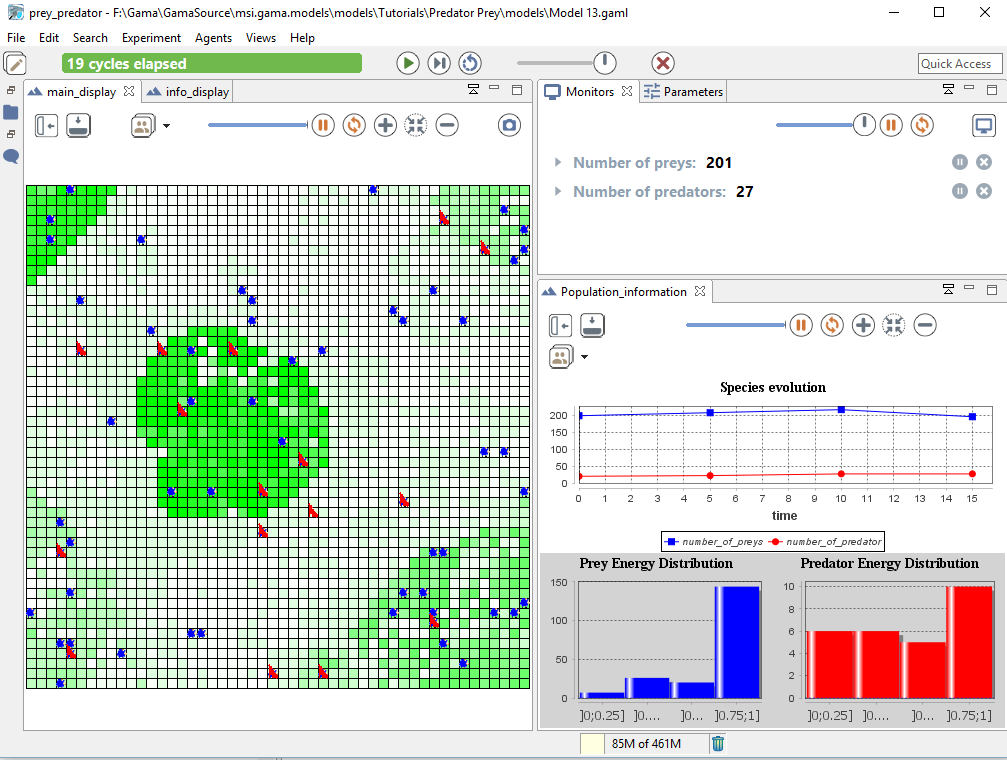 prey_predator - F:\Gama\GamaSource\msi.gama.models\models\Tutorials\Predator Prey\models\Model 13.gaml
File Edit Search Experiment Agents Views Help
19 cycles elapsed
Quick Access
main_display
info_display
Monitors
Parameters
Number of preys: 201
Number of predators: 27
Population_information
Species evolution
200
150
100
50
0
0 1 2 3 4 5 6 7 8 9 10 11 12 13 14 15
time
number_of_preys number_of_predator
Prey Energy Distribution
150
100
50
0
]0;0.25] ]0.... ]0... ]0.75;1]
Predator Energy Distribution
10
8
6
4
2
0
]0;0.25] ]0.... ]0... ]0.75;1]
85M of 461M